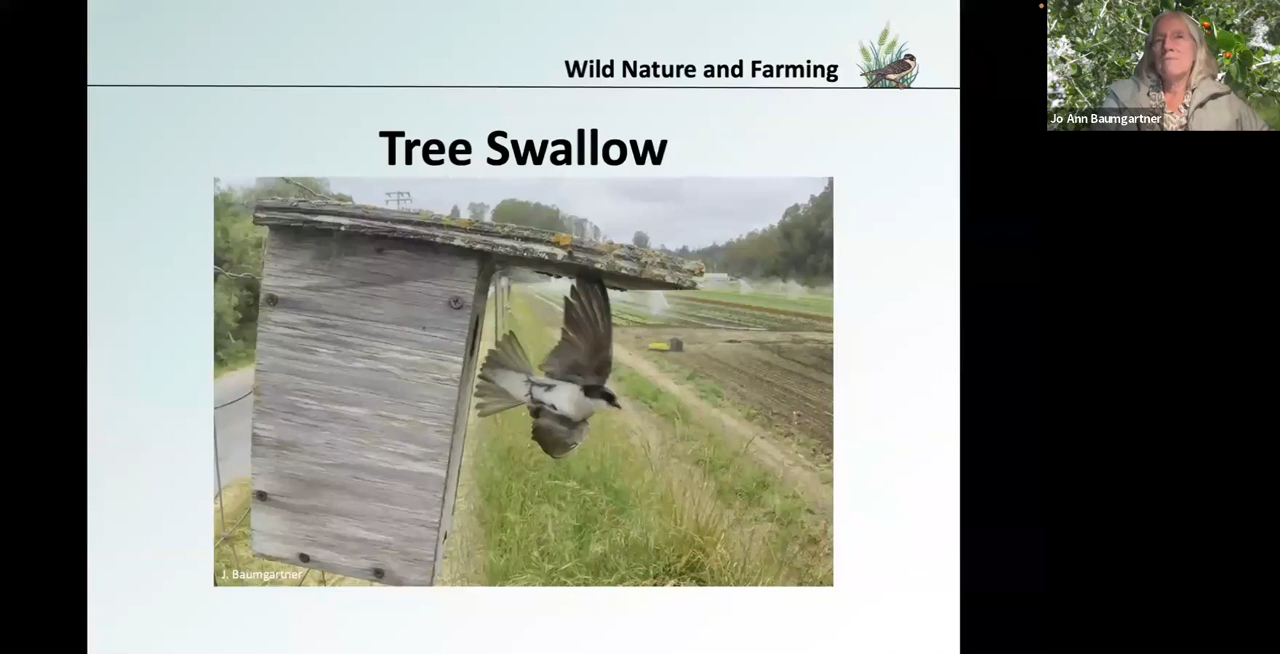 Wild Nature and Farming
Jo Ann Baumgartner
Tree Swallow
J. Baumgartner